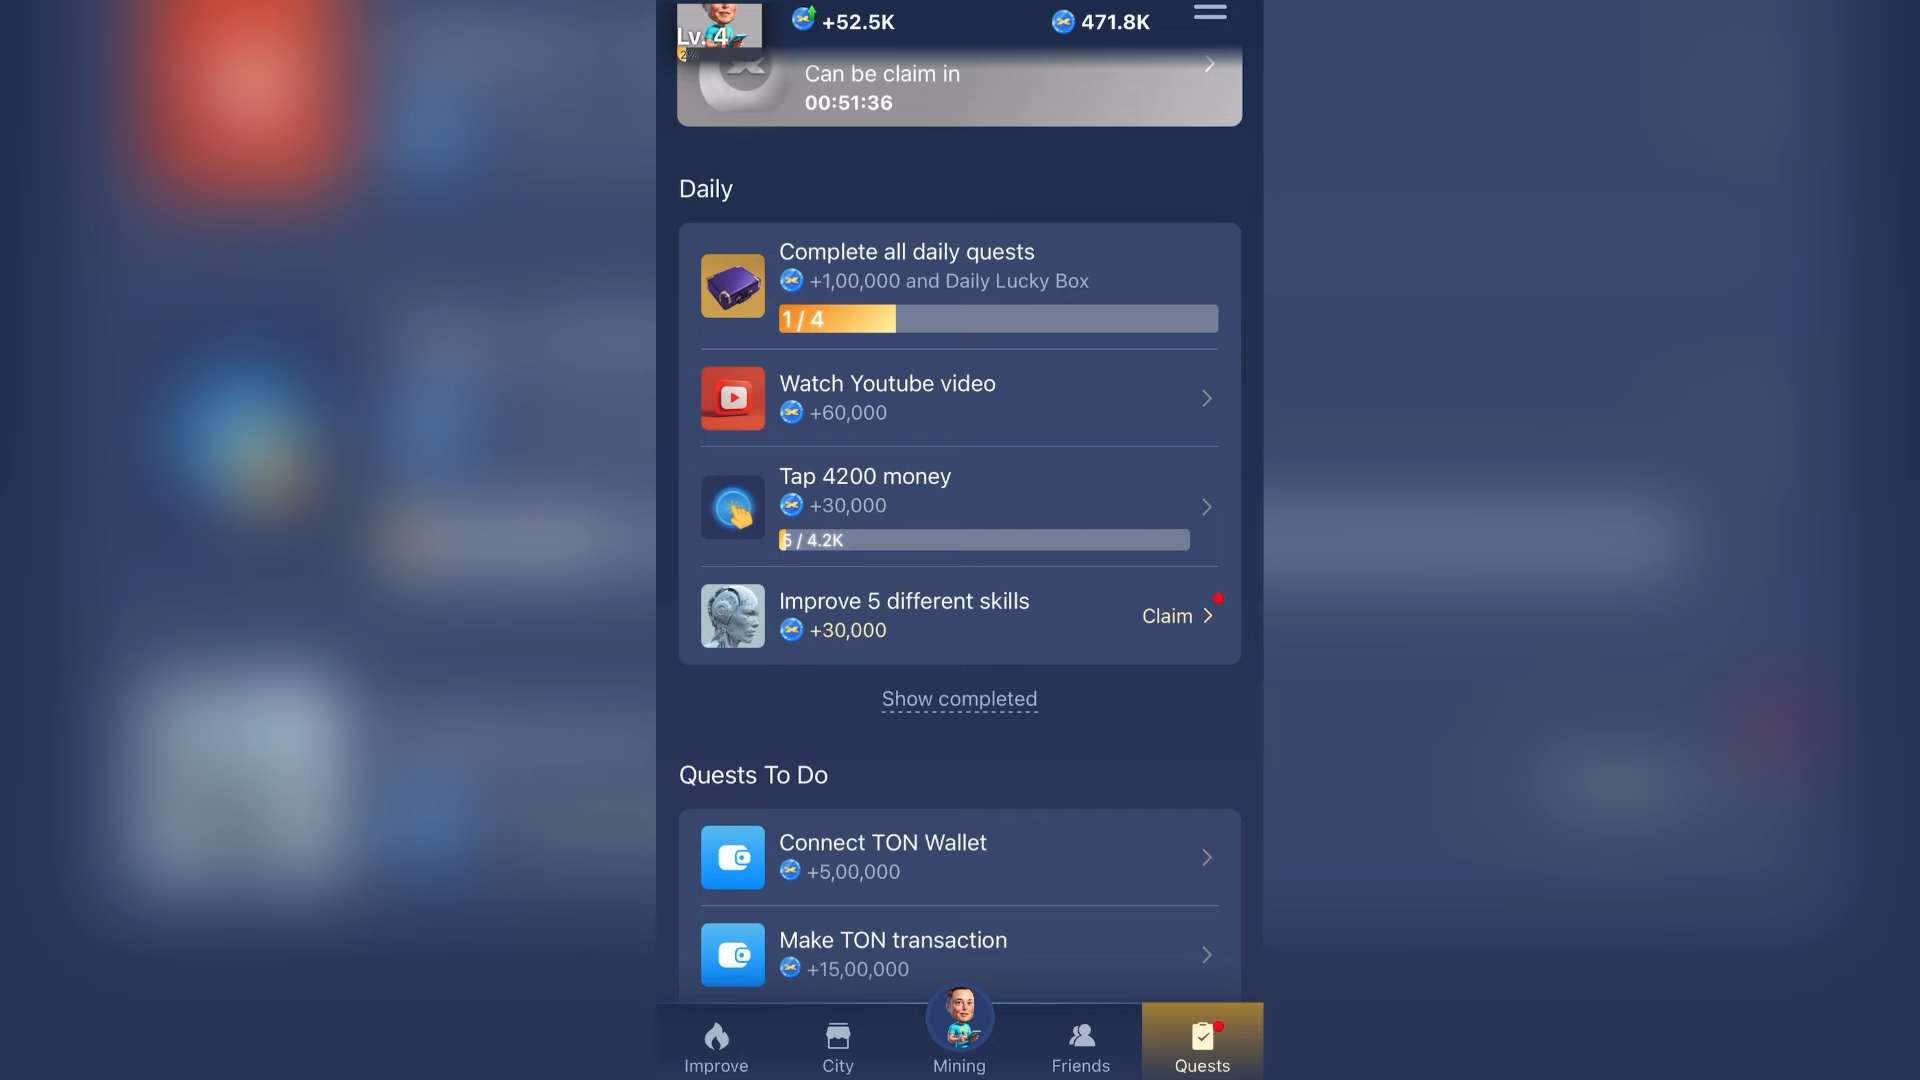 +52.5K
471.8K
Lv. 4
2%
Can be claim in
00:51:36
Daily
Complete all daily quests
+1,00,000 and Daily Lucky Box
1 / 4
Watch Youtube video
+60,000
Tap 4200 money
+30,000
5 / 4.2K
Improve 5 different skills
+30,000
Claim
Show completed
Quests To Do
Connect TON Wallet
+5,00,000
Make TON transaction
+15,00,000
Improve
City
Mining
Friends
Quests